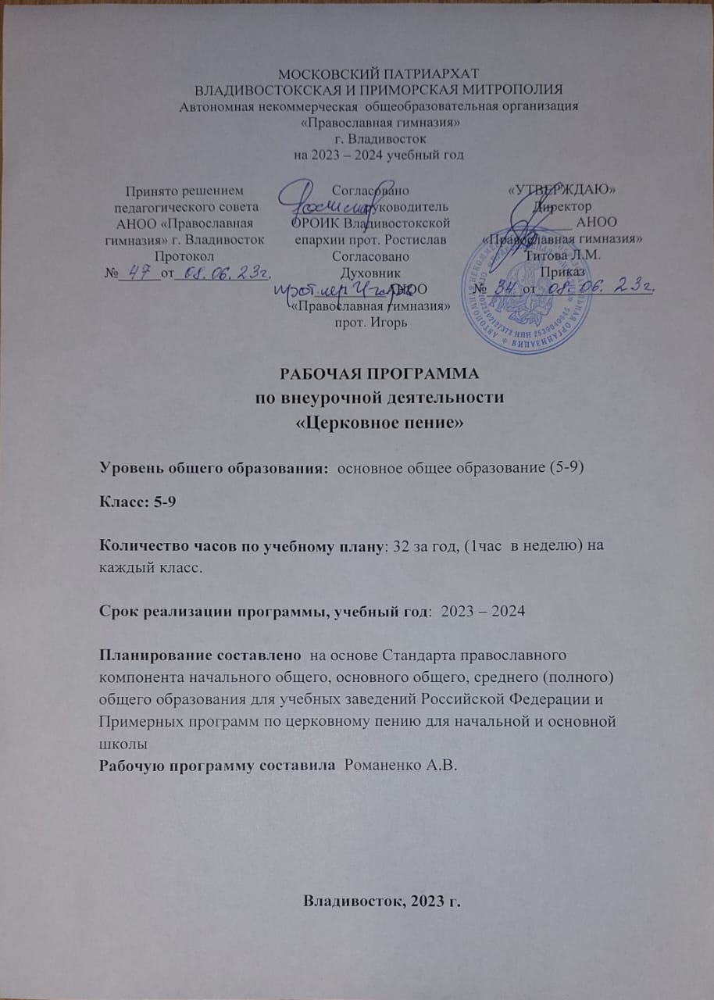 МОСКОВСКИЙ ПАТРИАРХАТ
ВЛАДИВОСТОКСКАЯ И ПРИМОРСКАЯ МИТРОПОЛИЯ
Автономная некоммерческая общеобразовательная организация
«Православная гимназия»
г. Владивосток
на 2023 – 2024 учебный год
Принято решением
педагогического совета
АНОО «Православная
гимназия» г. Владивосток
Протокол
№ 47 от 08.06.23г.
Согласовано
руководитель
ОРОИК Владивостокской
епархии прот. Ростислав
Согласовано
Духовник
прот. иер Игорь АНОО
«Православная гимназия»
прот. Игорь
«УТВЕРЖДАЮ»
Директор
АНОО
«Православная гимназия»
Титова Л.М.
Приказ
№ 34 от 08.06.23г.
ИНН 2539040945
РАБОЧАЯ ПРОГРАММА
по внеурочной деятельности
«Церковное пение»
Уровень общего образования: основное общее образование (5-9)
Класс: 5-9
Количество часов по учебному плану: 32 за год, (1час в неделю) на
каждый класс.
Срок реализации программы, учебный год: 2023 – 2024
Планирование составлено на основе Стандарта православного
компонента начального общего, основного общего, среднего (полного)
общего образования для учебных заведений Российской Федерации и
Примерных программ по церковному пению для начальной и основной
школы
Рабочую программу составила Романенко А.В.
Владивосток, 2023 г.